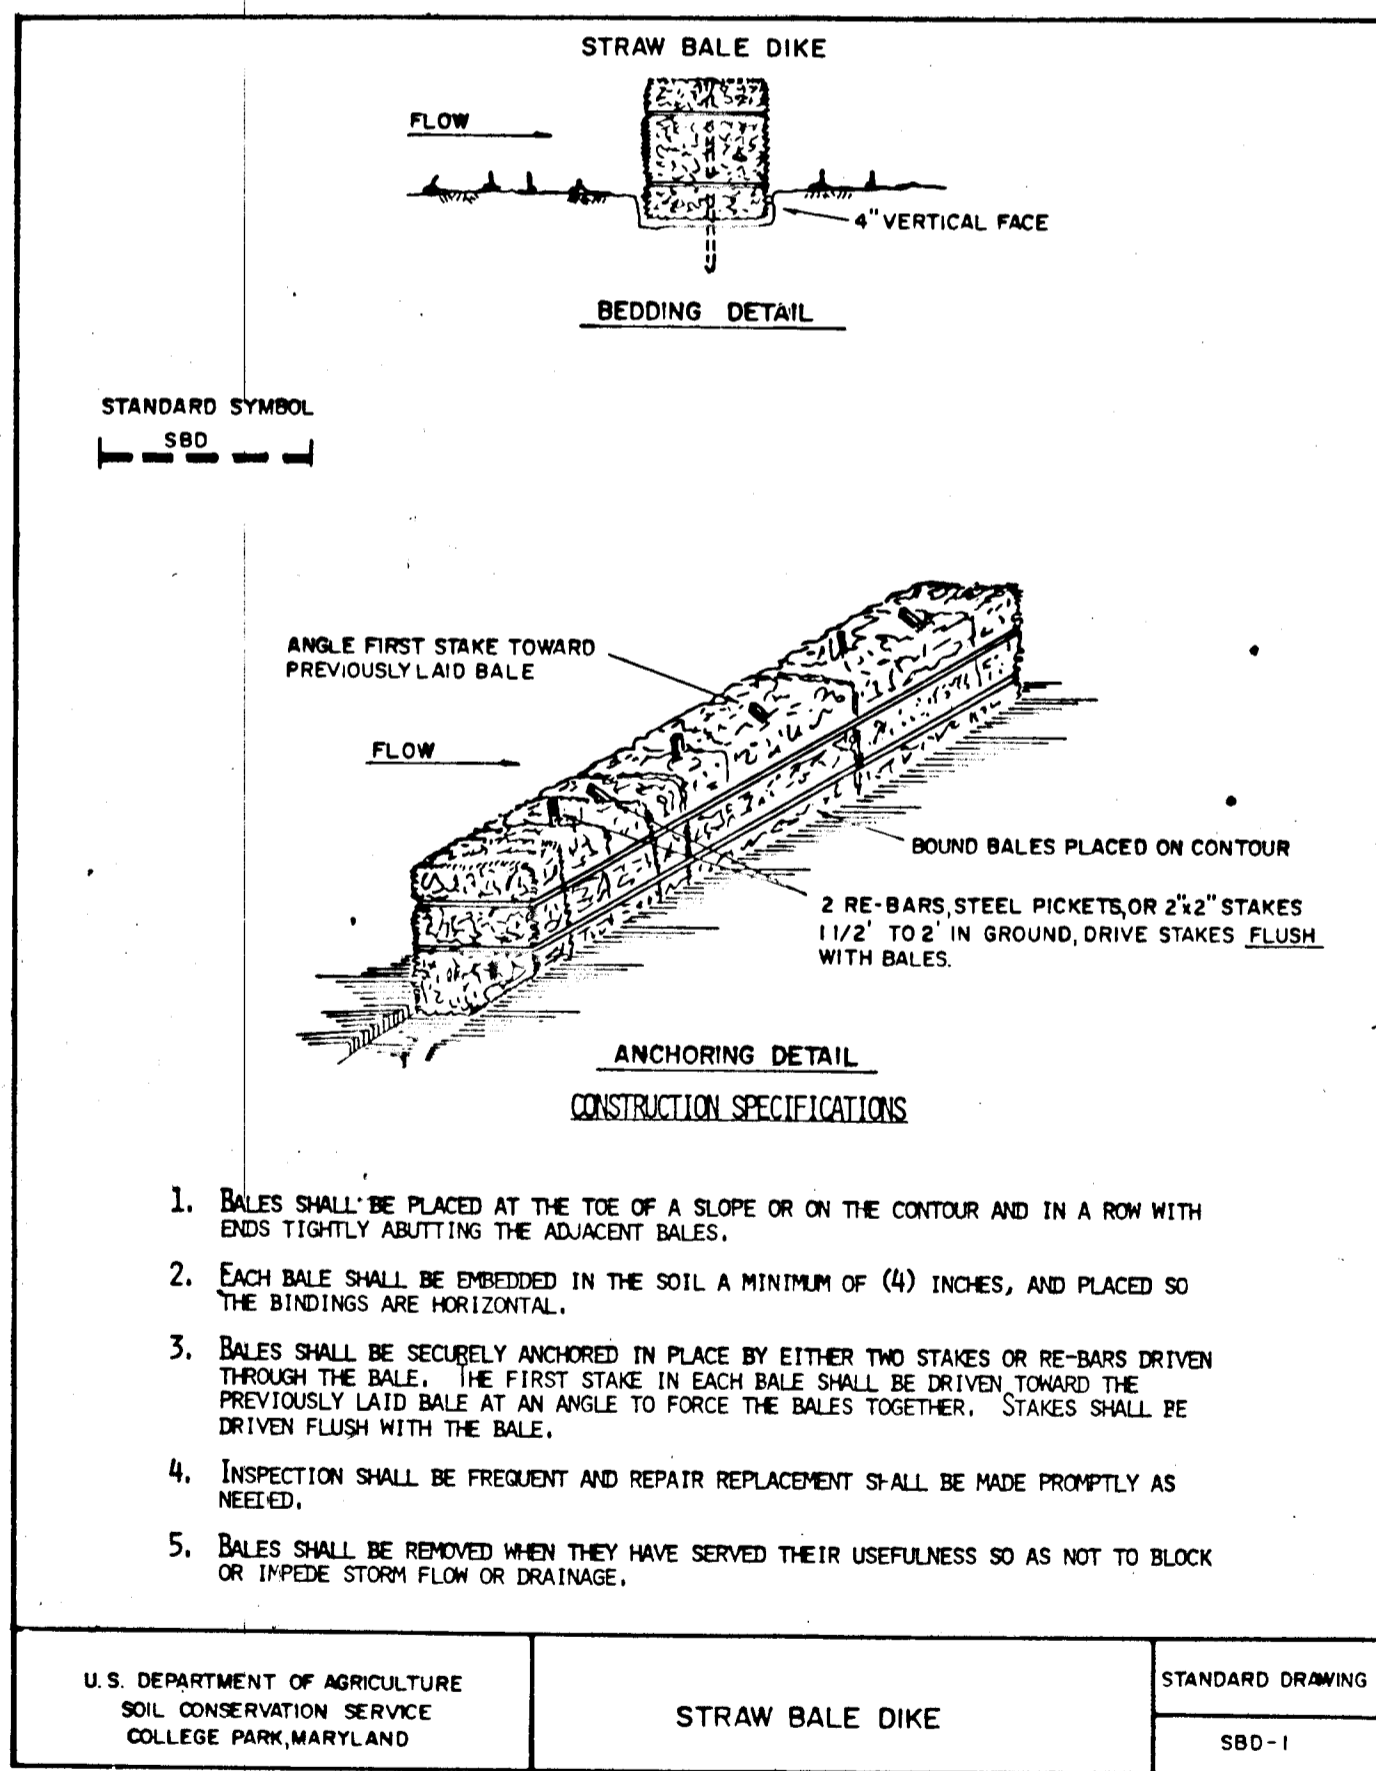 STRAW BALE DIKE
FLOW
4" VERTICAL FACE
BEDDING DETAIL
STANDARD SYMBOL
SBD
ANGLE FIRST STAKE TOWARD
PREVIOUSLY LAID BALE
FLOW
BOUND BALES PLACED ON CONTOUR
2 RE-BARS, STEEL PICKETS, OR 2"x2" STAKES
1 1/2' TO 2' IN GROUND, DRIVE STAKES FLUSH
WITH BALES.
ANCHORING DETAIL
CONSTRUCTION SPECIFICATIONS
1. BALES SHALL BE PLACED AT THE TOE OF A SLOPE OR ON THE CONTOUR AND IN A ROW WITH
ENDS TIGHTLY ABUTTING THE ADJACENT BALES.
2. EACH BALE SHALL BE EMBEDDED IN THE SOIL A MINIMUM OF (4) INCHES, AND PLACED SO
THE BINDINGS ARE HORIZONTAL.
3. BALES SHALL BE SECURELY ANCHORED IN PLACE BY EITHER TWO STAKES OR RE-BARS DRIVEN
THROUGH THE BALE. THE FIRST STAKE IN EACH BALE SHALL BE DRIVEN TOWARD THE
PREVIOUSLY LAID BALE AT AN ANGLE TO FORCE THE BALES TOGETHER. STAKES SHALL BE
DRIVEN FLUSH WITH THE BALE.
4. INSPECTION SHALL BE FREQUENT AND REPAIR REPLACEMENT SHALL BE MADE PROMPTLY AS
NEEDED.
5. BALES SHALL BE REMOVED WHEN THEY HAVE SERVED THEIR USEFULNESS SO AS NOT TO BLOCK
OR IMPEDE STORM FLOW OR DRAINAGE.
U.S. DEPARTMENT OF AGRICULTURE
SOIL CONSERVATION SERVICE
COLLEGE PARK, MARYLAND
STRAW BALE DIKE
STANDARD DRAWING
SBD-1